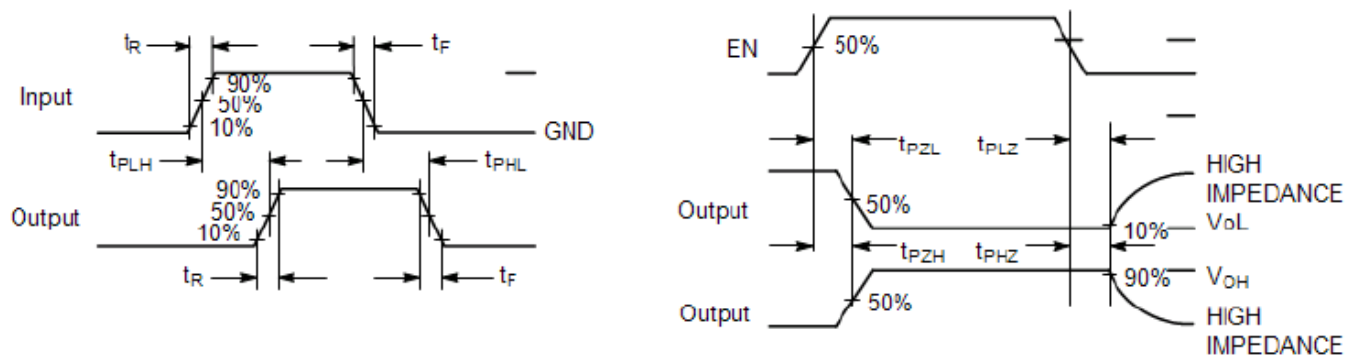 tR
tF
Input
90%
50%
10%
GND
tPLH
tPHL
Output
90%
50%
10%
tR
tF
EN
50%
tPZL
tPLZ
Output
50%
HIGH
IMPEDANCE
10%
VOL
tPZH
tPHZ
Output
50%
90%
VOH
HIGH
IMPEDANCE